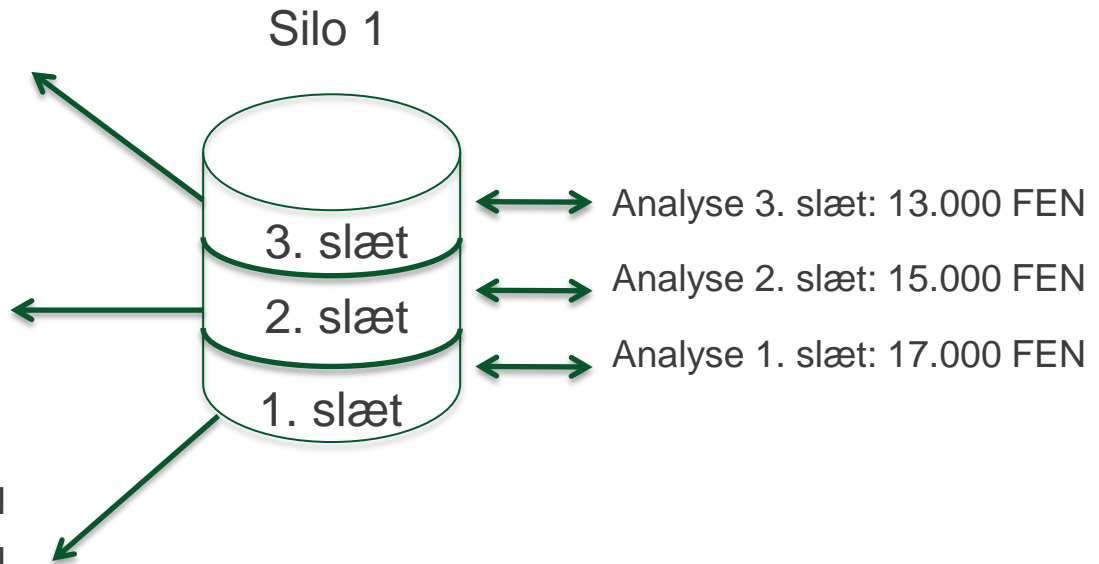 Silo 1
3. slæt
2. slæt
1. slæt
Analyse 3. slæt: 13.000 FEN
Analyse 2. slæt: 15.000 FEN
Analyse 1. slæt: 17.000 FEN